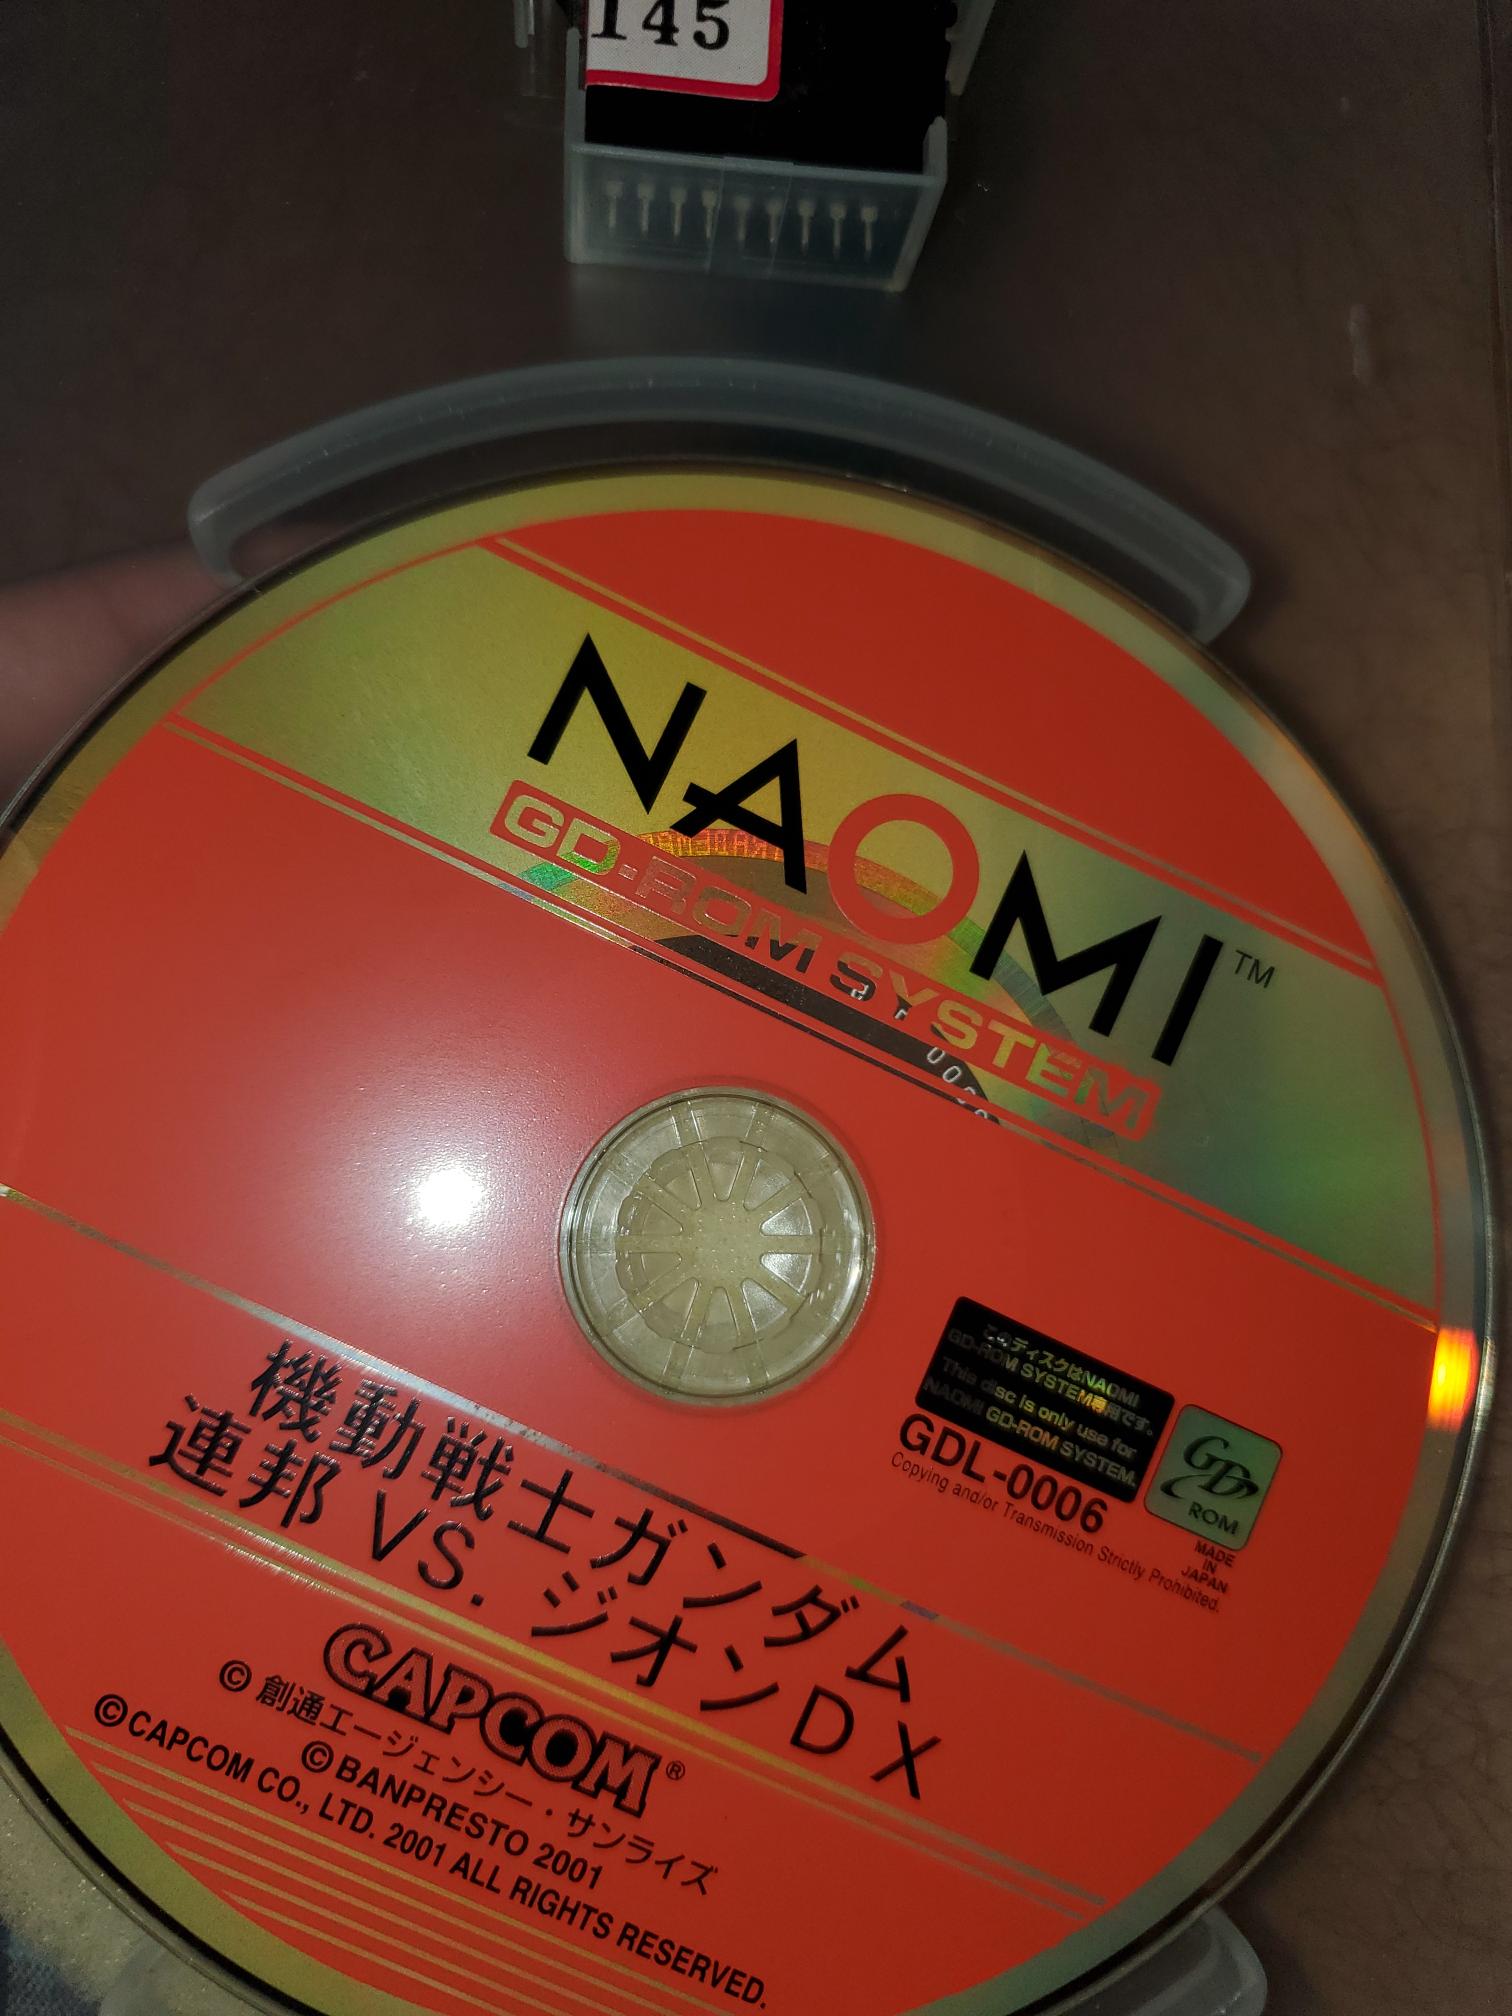 145
NAOMI™
GD-ROM SYSTEM
このディスクはNAOMI
GD-ROM SYSTEM専用です。
This disc is only use for
NAOMI GD-ROM SYSTEM.
GDL-0006
Copying and/or Transmission Strictly Prohibited.
GD
ROM
MADE
IN
JAPAN
機動戦士ガンダム
連邦 VS. ジオンDX
CAPCOM®
© 創通エージェンシー・サンライズ
© BANPRESTO 2001
© CAPCOM CO., LTD. 2001 ALL RIGHTS RESERVED.